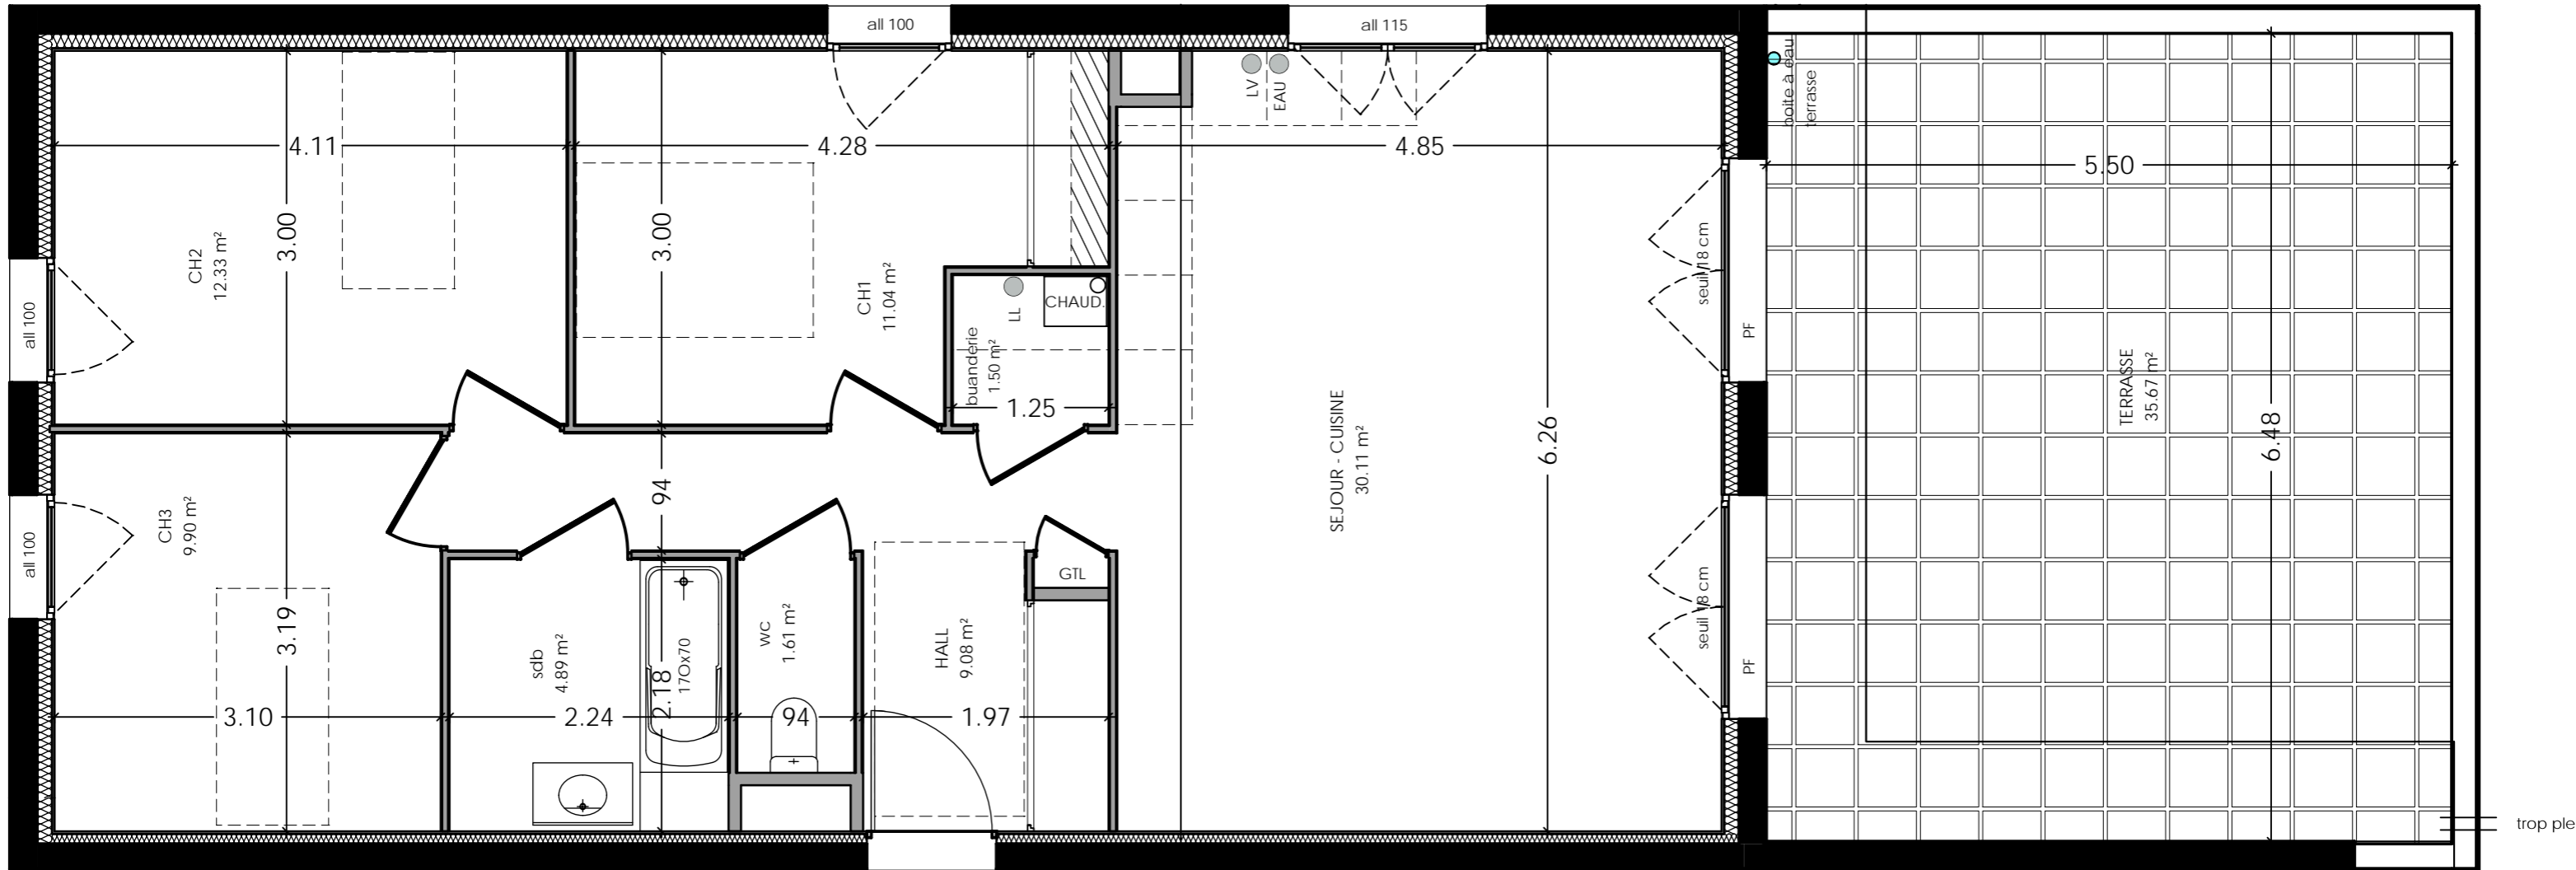 all 100
all 115
boite à eau
terrasse
LV
EAU
4.11
4.28
4.85
5.50
3.00
3.00
CH2
12.33 m²
CH1
11.04 m²
seuil 18 cm
all 100
LL
CHAUD.
PF
buanderie
1.50 m²
1.25
SEJOUR - CUISINE
30.11 m²
6.26
TERRASSE
35.67 m²
6.48
CH3
9.90 m²
94
all 100
GTL
seuil 18 cm
PF
3.19
sdb
4.89 m²
2.18
17Ox70
wc
1.61 m²
HALL
9.08 m²
3.10
2.24
94
1.97
trop ple